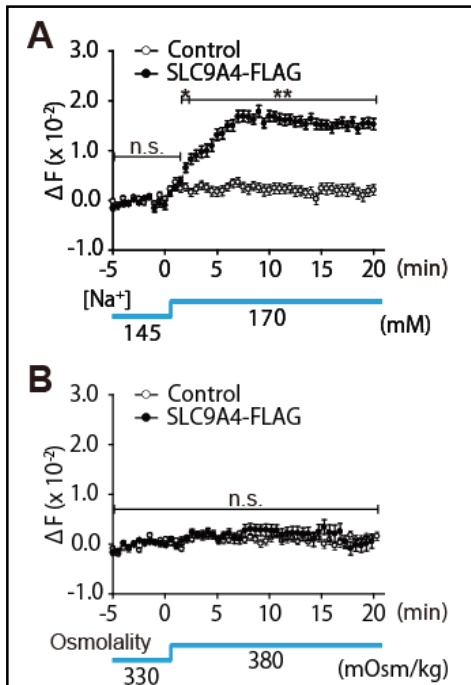 A
Control
SLC9A4-FLAG
3.0
2.0
1.0
0.0
-1.0
Δ F (x 10⁻²)
n.s.
*
**
-5 0 5 10 15 20 (min)
[Na⁺]
145 170 (mM)
B
Control
SLC9A4-FLAG
3.0
2.0
1.0
0.0
-1.0
Δ F (x 10⁻²)
n.s.
-5 0 5 10 15 20 (min)
Osmolality
330 380 (mOsm/kg)